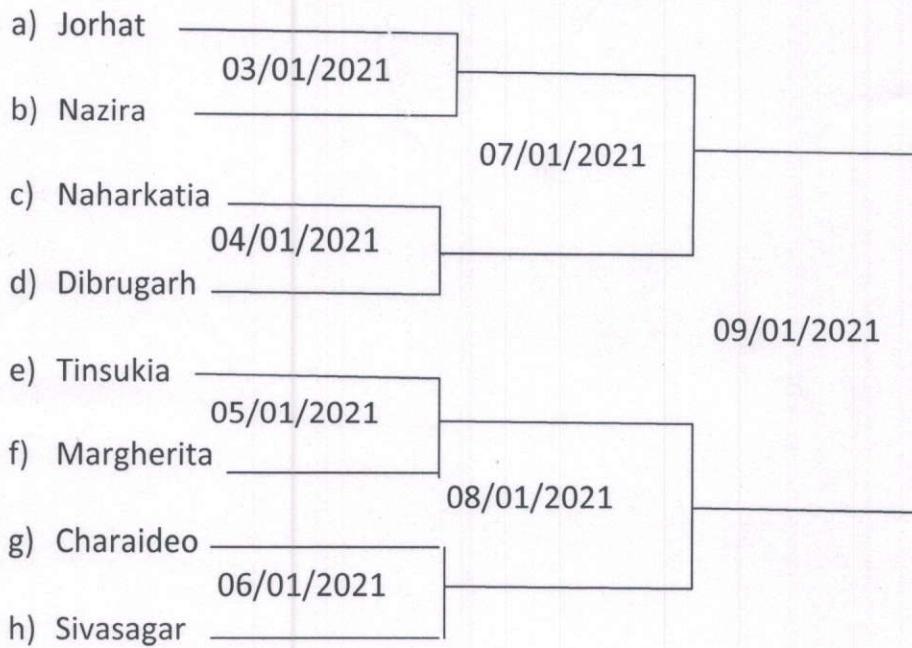 a) Jorhat
03/01/2021
b) Nazira
07/01/2021
c) Naharkatia
04/01/2021
d) Dibrugarh
09/01/2021
e) Tinsukia
05/01/2021
f) Margherita
08/01/2021
g) Charaideo
06/01/2021
h) Sivasagar